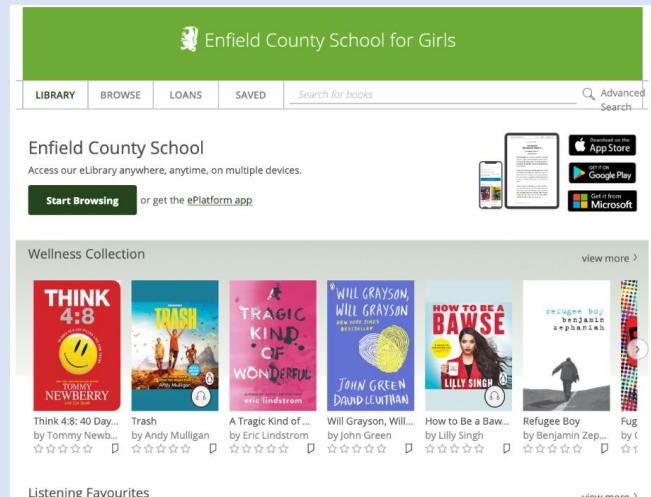 Enfield County School for Girls
LIBRARY BROWSE LOANS SAVED Search for books Advanced Search
Enfield County School
Access our eLibrary anywhere, anytime, on multiple devices.
Start Browsing or get the ePlatform app
Download on the App Store
GET IT ON Google Play
Get it from Microsoft
Wellness Collection view more >
THINK 4:8
TOMMY NEWBERRY
TRASH
Andy Mulligan
A TRAGIC KIND OF WONDERFUL
eric lindstrom
WILL GRAYSON, WILL GRAYSON
NEW YORK TIMES BESTSELLER
JOHN GREEN
DAVID LEVITHAN
HOW TO BE A BAWSE
LILLY SINGH
refugee boy
benjamin zephaniah
Think 4:8: 40 Day... Trash A Tragic Kind of ... Will Grayson, Will... How to Be a Baw... Refugee Boy Fug
by Tommy Newb... by Andy Mulligan by Eric Lindstrom by John Green by Lilly Singh by Benjamin Zep... by
Listening Favourites view more >